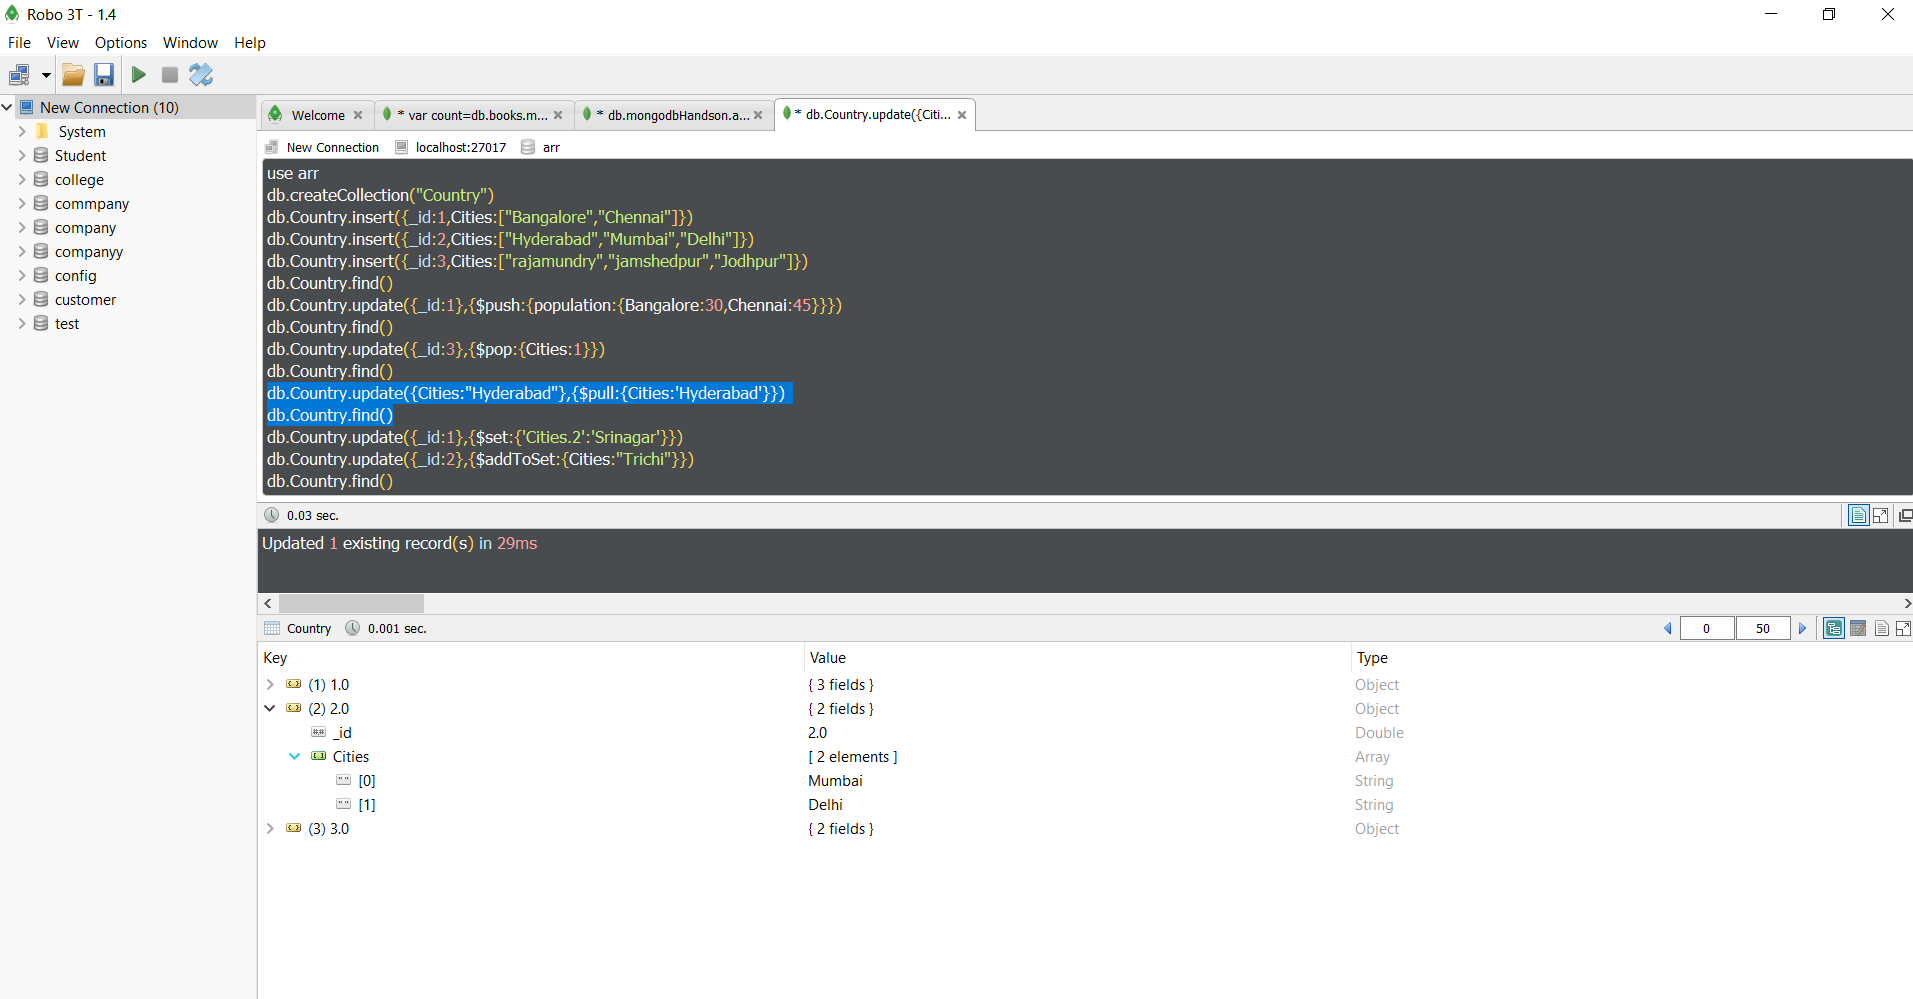 Robo 3T - 1.4
File View Options Window Help
New Connection (10)
System
Student
college
commpany
company
companyy
config
customer
test
Welcome
* var count=db.books.m...
* db.mongodbHandson.a...
* db.Country.update({Citi...
New Connection localhost:27017 arr
use arr
db.createCollection("Country")
db.Country.insert({_id:1,Cities:["Bangalore","Chennai"]})
db.Country.insert({_id:2,Cities:["Hyderabad","Mumbai","Delhi"]})
db.Country.insert({_id:3,Cities:["rajamundry","jamshedpur","Jodhpur"]})
db.Country.find()
db.Country.update({_id:1},{$push:{population:{Bangalore:30,Chennai:45}}})
db.Country.find()
db.Country.update({_id:3},{$pop:{Cities:1}})
db.Country.find()
db.Country.update({Cities:"Hyderabad"},{$pull:{Cities:'Hyderabad'}})
db.Country.find()
db.Country.update({_id:1},{$set:{'Cities.2':'Srinagar'}})
db.Country.update({_id:2},{$addToSet:{Cities:"Trichi"}})
db.Country.find()
0.03 sec.
Updated 1 existing record(s) in 29ms
Country 0.001 sec. 0 50
Key Value Type
(1) 1.0 { 3 fields } Object
(2) 2.0 { 2 fields } Object
_id 2.0 Double
Cities [ 2 elements ] Array
[0] Mumbai String
[1] Delhi String
(3) 3.0 { 2 fields } Object